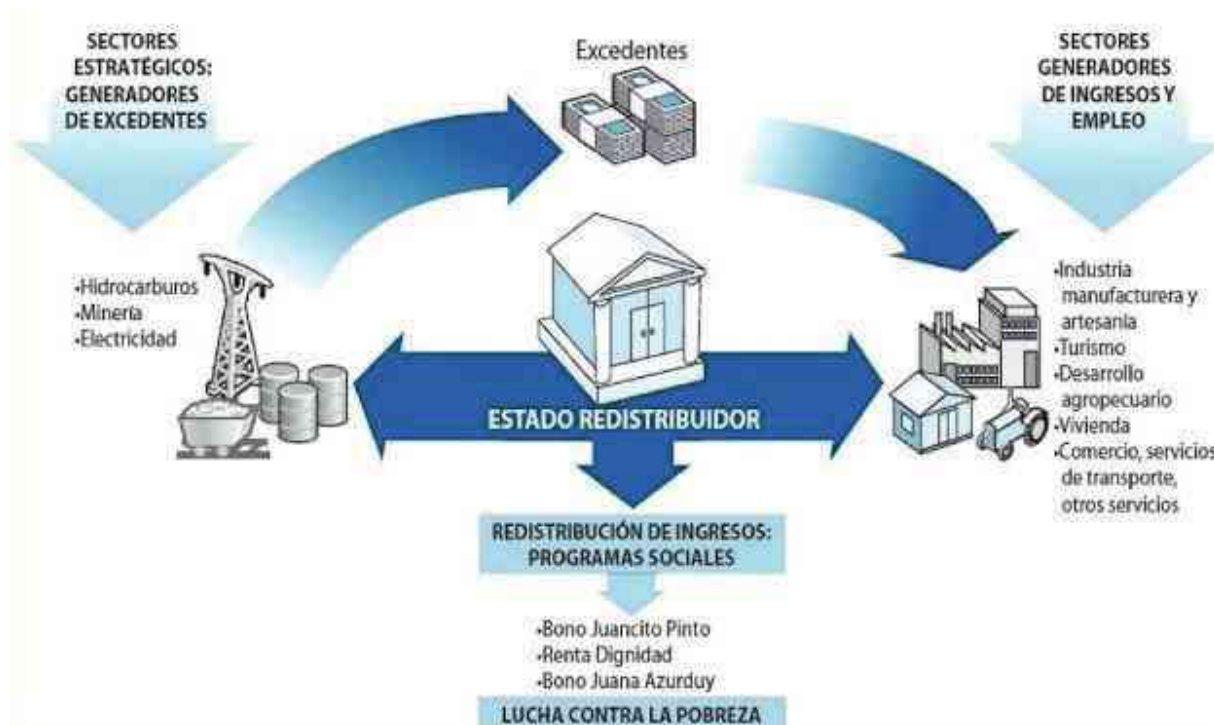 SECTORES
ESTRATÉGICOS:
GENERADORES
DE EXCEDENTES
•Hidrocarburos
•Minería
•Electricidad
Excedentes
SECTORES
GENERADORES
DE INGRESOS Y
EMPLEO
•Industria
manufacturera y
artesanía
•Turismo
•Desarrollo
agropecuario
•Vivienda
•Comercio, servicios
de transporte,
otros servicios
ESTADO REDISTRIBUIDOR
REDISTRIBUCIÓN DE INGRESOS:
PROGRAMAS SOCIALES
•Bono Juancito Pinto
•Renta Dignidad
•Bono Juana Azurduy
LUCHA CONTRA LA POBREZA